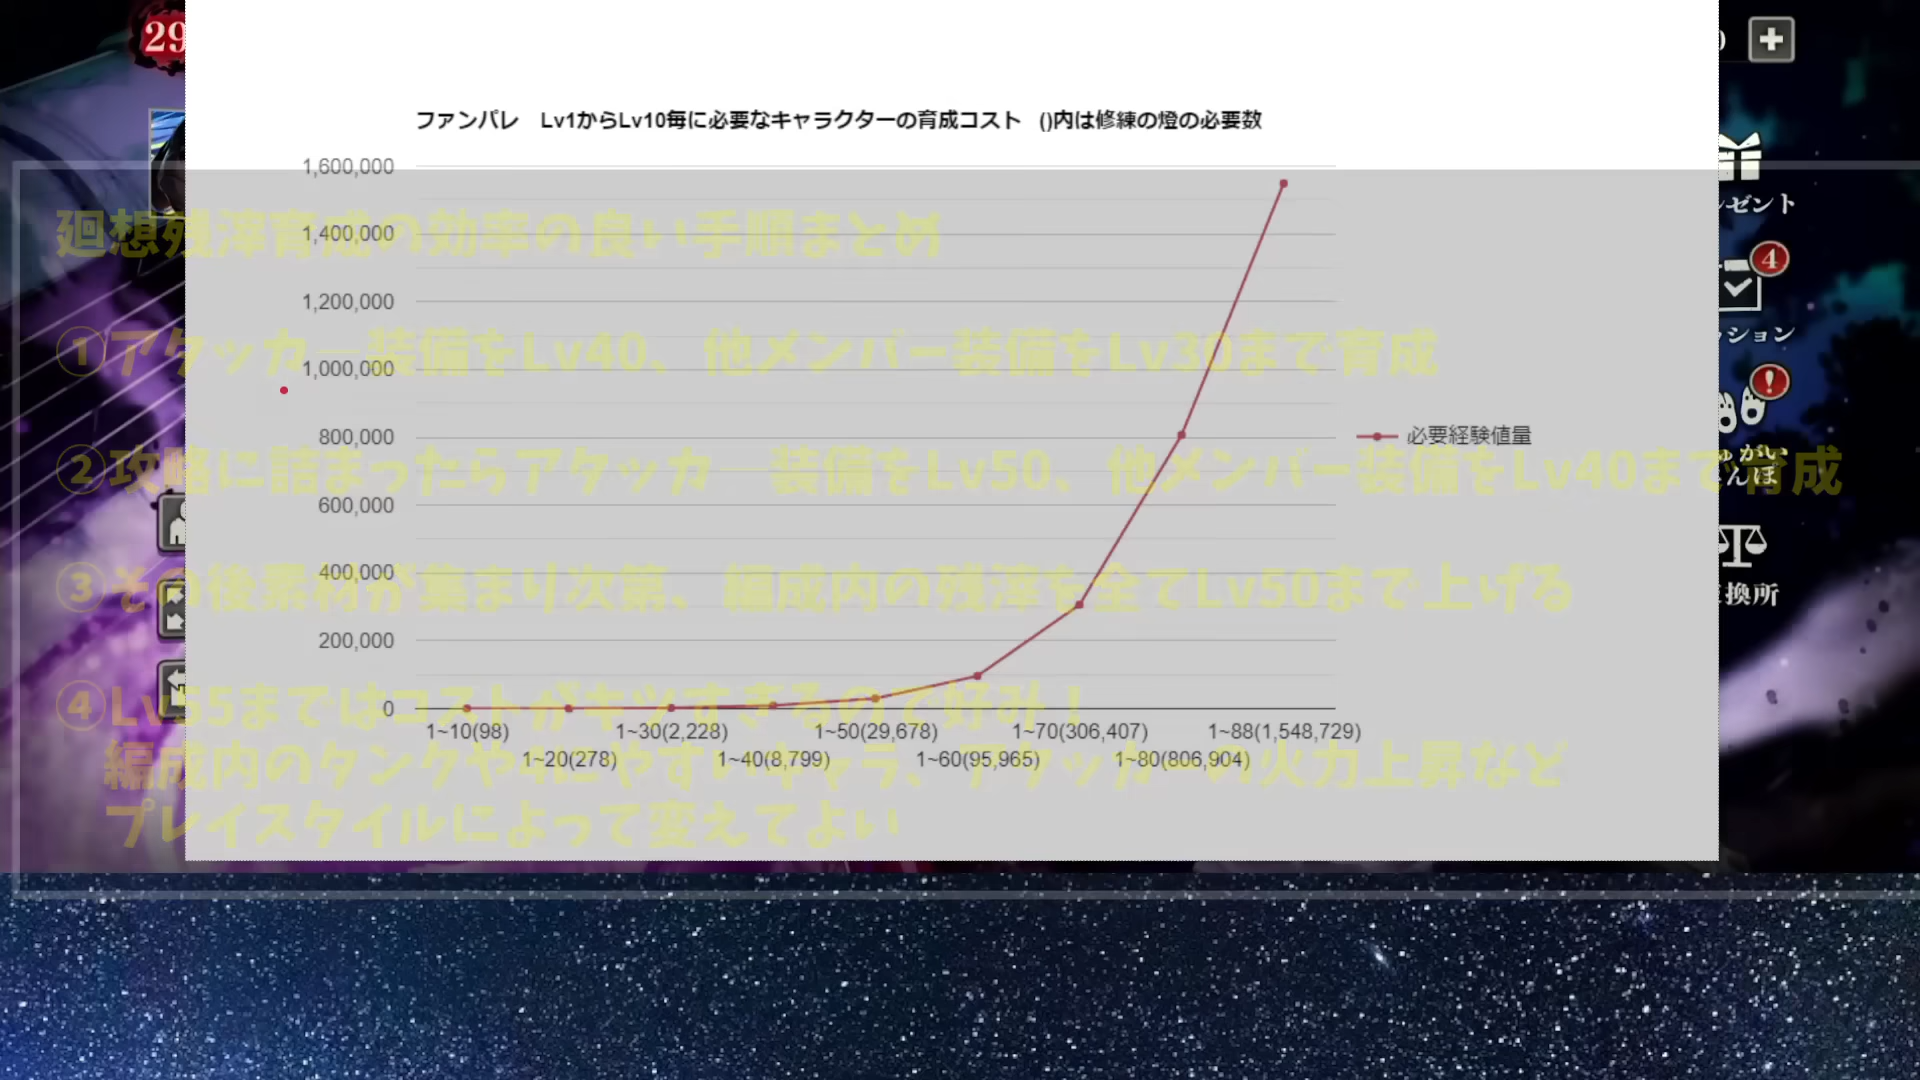 29
ファンパレ　Lv1からLv10毎に必要なキャラクターの育成コスト　()内は修練の燈の必要数
1,600,000
1,400,000
1,200,000
1,000,000
800,000
600,000
400,000
200,000
0
1~10(98)
1~20(278)
1~30(2,228)
1~40(8,799)
1~50(29,678)
1~60(95,965)
1~70(306,407)
1~80(806,904)
1~88(1,548,729)
必要経験値量
廻想残滓育成の効率の良い手順まとめ
①アタッカー装備をLv40、他メンバー装備をLv30まで育成
②攻略に詰まったらアタッカー装備をLv50、他メンバー装備をLv40まで育成
③その後素材が集まり次第、編成内の残滓を全てLv50まで上げる
④Lv55まではコストがキツすぎるので好み！
編成内のタンクややすいキャラ、アタッカーの火力上昇など
プレイスタイルによって変えてよい
ゼント
4
ション
!
換所